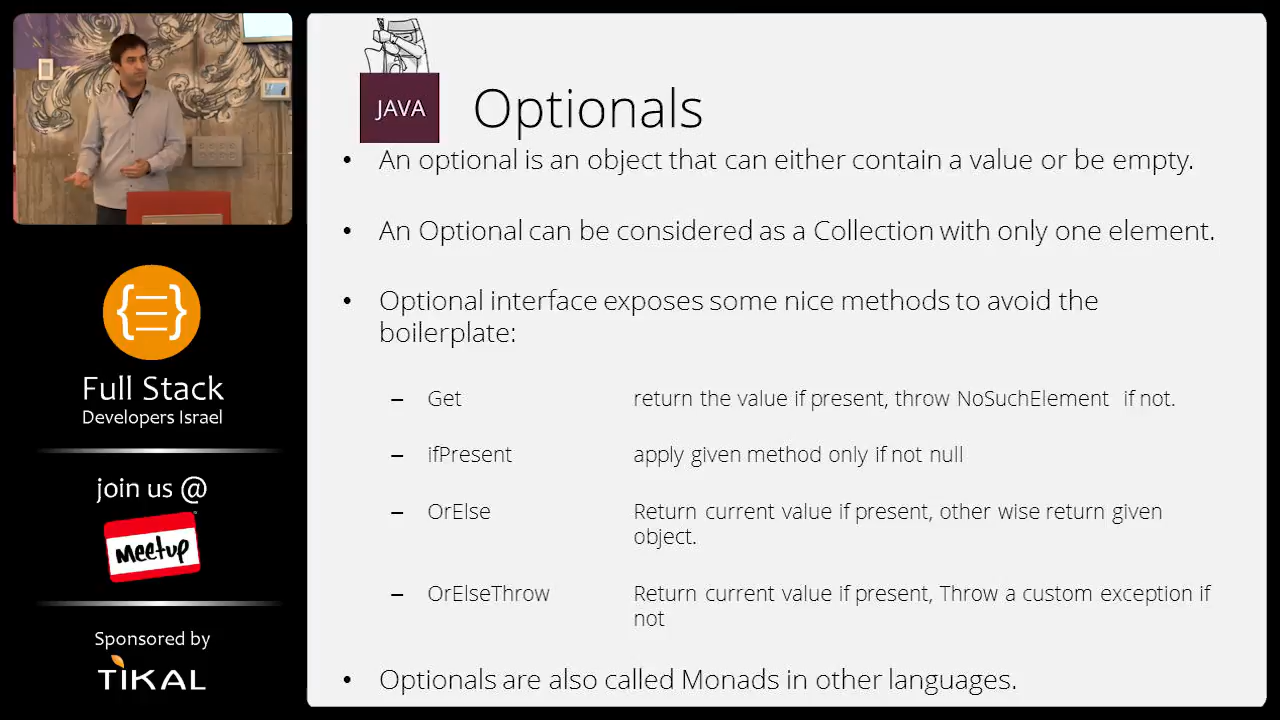 JAVA
Optionals
• An optional is an object that can either contain a value or be empty.
• An Optional can be considered as a Collection with only one element.
• Optional interface exposes some nice methods to avoid the
boilerplate:
– Get return the value if present, throw NoSuchElement if not.
– ifPresent apply given method only if not null
– OrElse Return current value if present, other wise return given
object.
– OrElseThrow Return current value if present, Throw a custom exception if
not
• Optionals are also called Monads in other languages.
{ }
Full Stack
Developers Israel
join us @
Meetup
Sponsored by
TIKAL